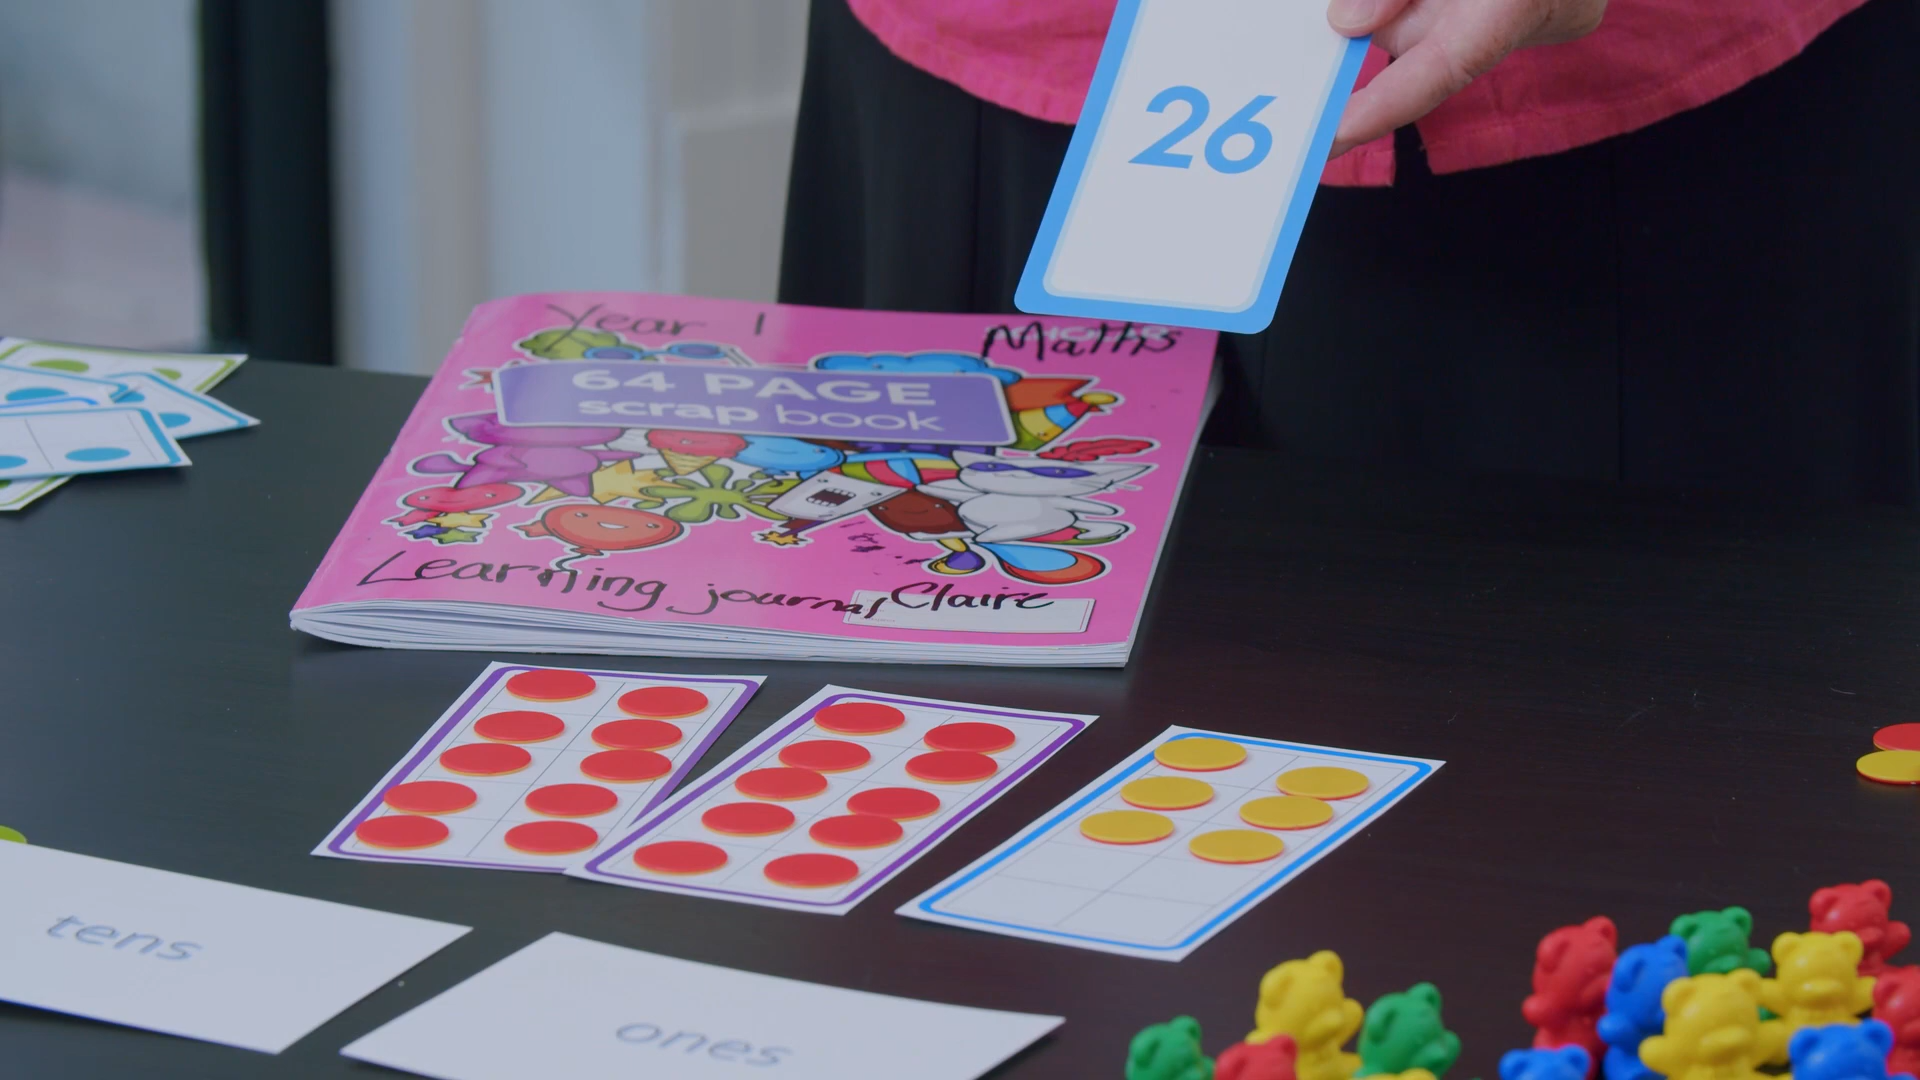 26
Year 1
Maths
64 PAGE
scrap book
Learning journal Claire
tens
ones